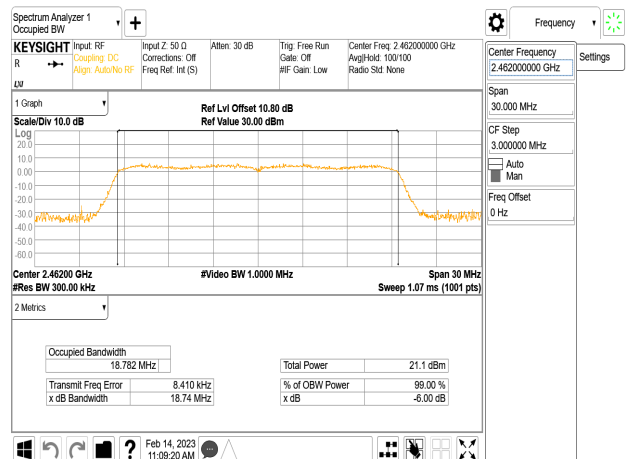 Spectrum Analyzer 1
Occupied BW
Frequency
KEYSIGHT
R
LXI
Input: RF
Coupling: DC
Align: Auto/No RF
Input Z: 50 Ω
Corrections: Off
Freq Ref: Int (S)
Atten: 30 dB
Trig: Free Run
Gate: Off
#IF Gain: Low
Center Freq: 2.462000000 GHz
Avg|Hold: 100/100
Radio Std: None
Center Frequency
2.462000000 GHz
Settings
Span
30.000 MHz
CF Step
3.000000 MHz
Auto
Man
Freq Offset
0 Hz
1 Graph
Scale/Div 10.0 dB
Ref Lvl Offset 10.80 dB
Ref Value 30.00 dBm
Log
20.0
10.0
0.00
-10.0
-20.0
-30.0
-40.0
-50.0
-60.0
Center 2.46200 GHz
#Video BW 1.0000 MHz
Span 30 MHz
#Res BW 300.00 kHz
Sweep 1.07 ms (1001 pts)
2 Metrics
Occupied Bandwidth
18.782 MHz
Total Power 21.1 dBm
Transmit Freq Error 8.410 kHz
% of OBW Power 99.00 %
x dB Bandwidth 18.74 MHz
x dB -6.00 dB
?
Feb 14, 2023
11:09:20 AM